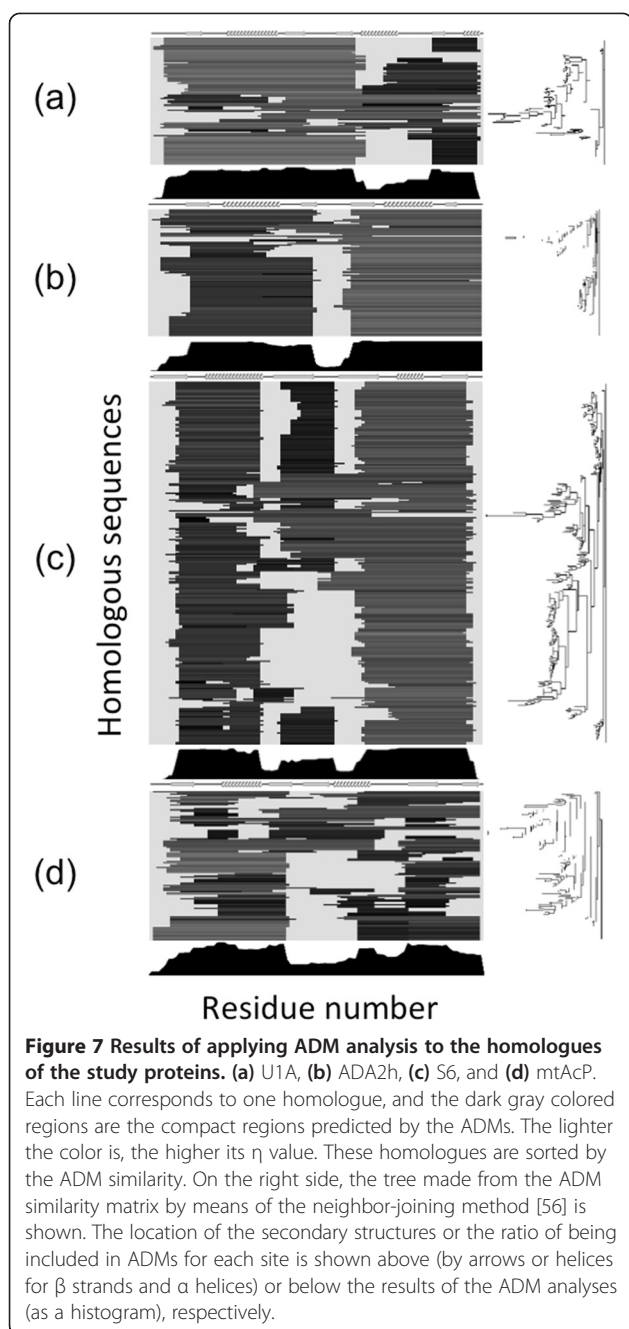 (a)
(b)
(c)
(d)
Homologous sequences
Residue number
Figure 7 Results of applying ADM analysis to the homologues
of the study proteins. (a) U1A, (b) ADA2h, (c) S6, and (d) mtAcP.
Each line corresponds to one homologue, and the dark gray colored
regions are the compact regions predicted by the ADMs. The lighter
the color is, the higher its η value. These homologues are sorted by
the ADM similarity. On the right side, the tree made from the ADM
similarity matrix by means of the neighbor-joining method [56] is
shown. The location of the secondary structures or the ratio of being
included in ADMs for each site is shown above (by arrows or helices
for β strands and α helices) or below the results of the ADM analyses
(as a histogram), respectively.